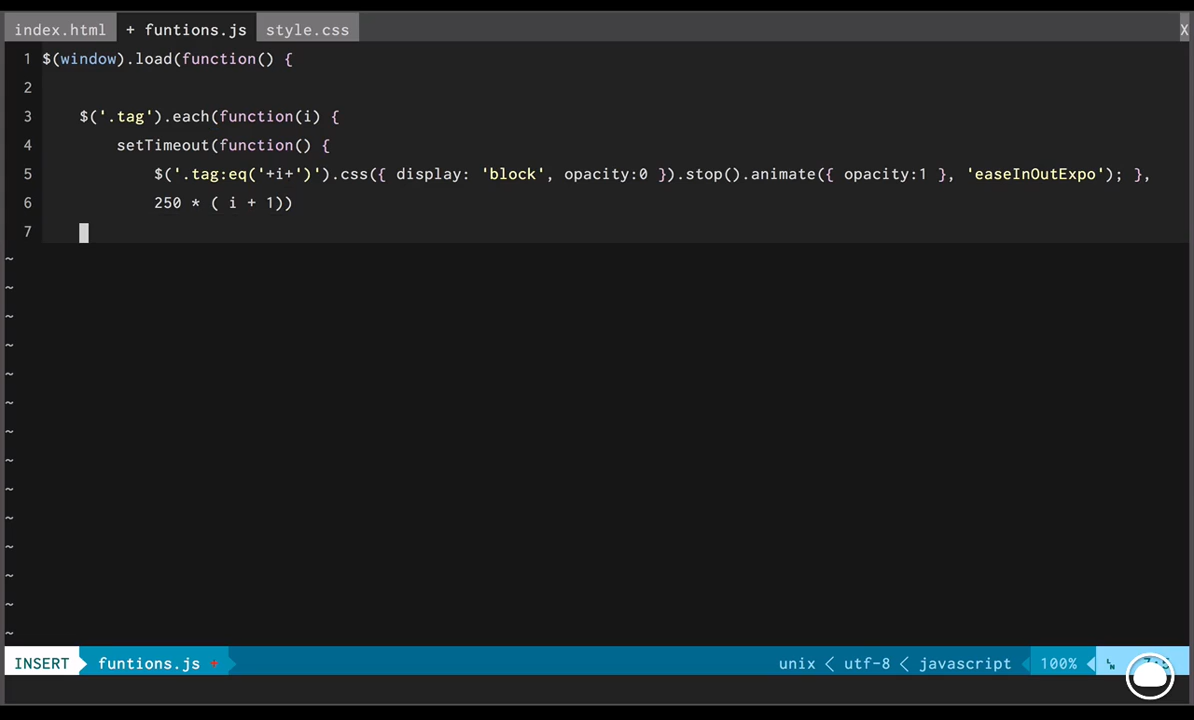 index.html + funtions.js style.css X
1 $(window).load(function() {
2
3 $('.tag').each(function(i) {
4 setTimeout(function() {
5 $('.tag:eq('+i+')').css({ display: 'block', opacity:0 }).stop().animate({ opacity:1 }, 'easeInOutExpo'); },
6 250 * ( i + 1))
7
~
~
~
~
~
~
~
~
~
~
~
~
~
~
INSERT funtions.js + unix < utf-8 < javascript 100%